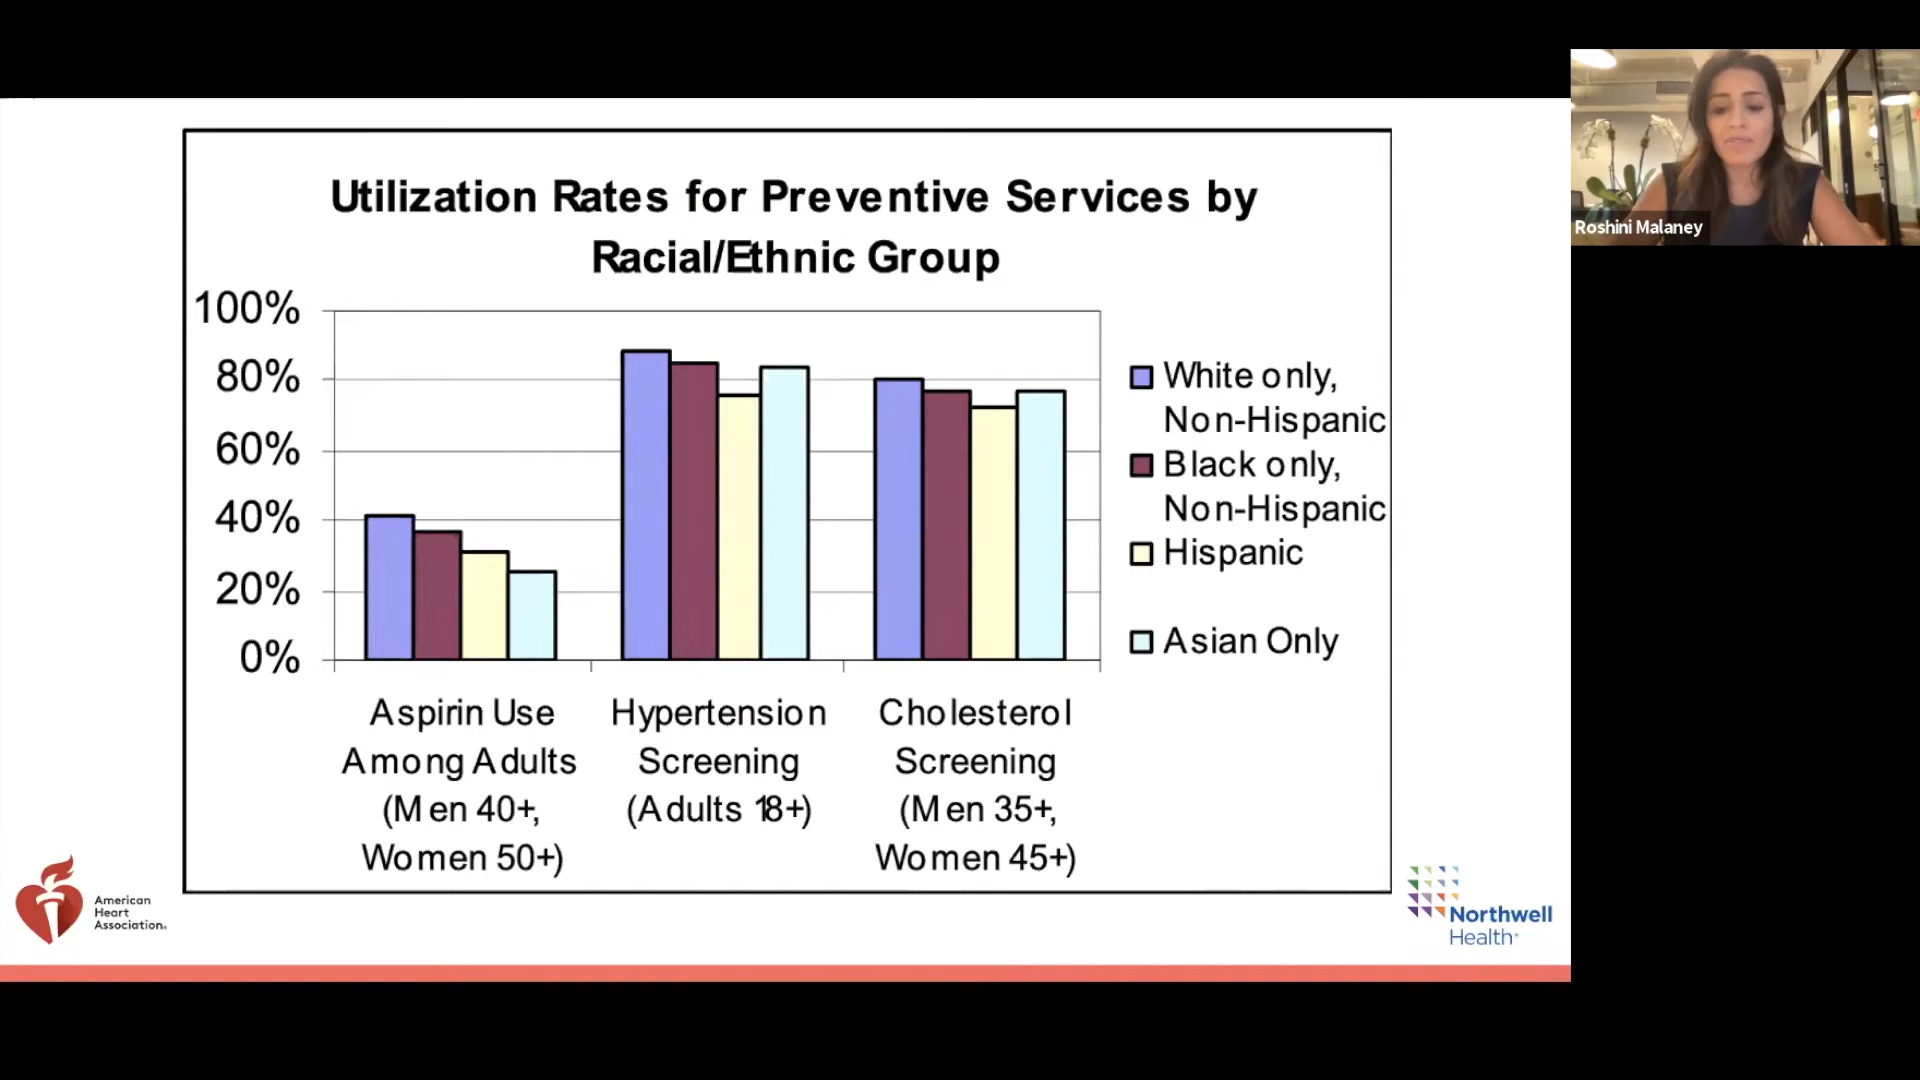 Utilization Rates for Preventive Services by
Racial/Ethnic Group
100%
80%
60%
40%
20%
0%
Aspirin Use
Among Adults
(Men 40+,
Women 50+)
Hypertension
Screening
(Adults 18+)
Cholesterol
Screening
(Men 35+,
Women 45+)
White only,
Non-Hispanic
Black only,
Non-Hispanic
Hispanic
Asian Only
American
Heart
Association®
Northwell
Health®
Roshini Malaney